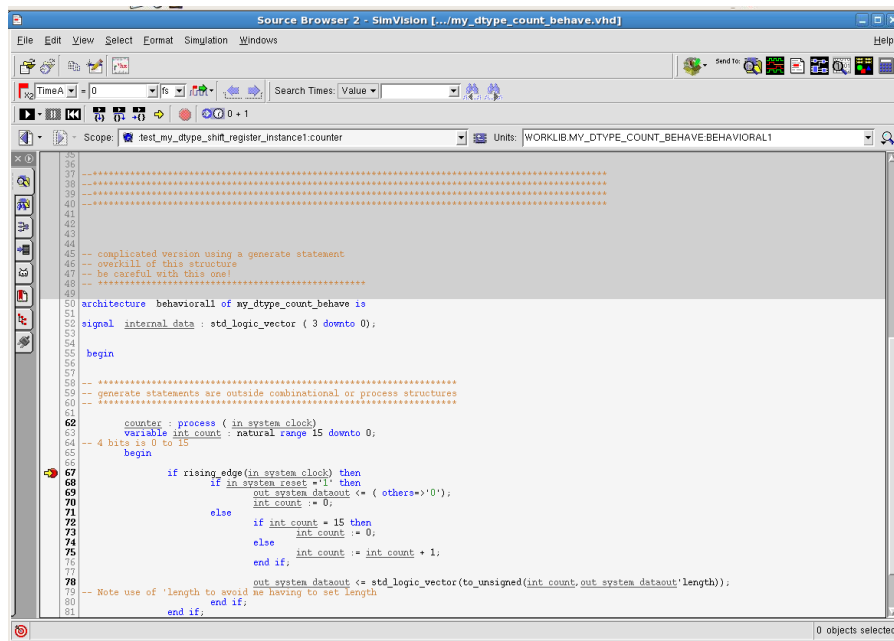 Source Browser 2 - SimVision [.../my_dtype_count_behave.vhd]
File Edit View Select Format Simulation Windows Help
Send To:
TimeA = 0 fs Search Times: Value
0 + 1
Scope: :test_my_dtype_shift_register_instance1:counter Units: WORKLIB.MY_DTYPE_COUNT_BEHAVE:BEHAVIORAL1
35
36
37 --************************************************************************************************
38 --************************************************************************************************
39 --************************************************************************************************
40 --************************************************************************************************
41
42
43
44
45 -- complicated version using a generate statement
46 -- overkill of this structure
47 -- be careful with this one!
48 -- **************************************************
49
50 architecture behavioral1 of my_dtype_count_behave is
51
52 signal internal_data : std_logic_vector ( 3 downto 0);
53
54
55 begin
56
57
58 -- *******************************************************************
59 -- generate statements are outside combinational or process structures
60 -- *******************************************************************
61
62 counter : process ( in_system_clock)
63 variable int_count : natural range 15 downto 0;
64 -- 4 bits is 0 to 15
65 begin
66
67 if rising_edge(in_system_clock) then
68 if in_system_reset ='1' then
69 out_system_dataout <= ( others=>'0');
70 int_count := 0;
71 else
72 if int_count = 15 then
73 int_count := 0;
74 else
75 int_count := int_count + 1;
76 end if;
77
78 out_system_dataout <= std_logic_vector(to_unsigned(int_count,out_system_dataout'length));
79 -- Note use of 'length to avoid me having to set length
80 end if;
81 end if;
0 objects selected